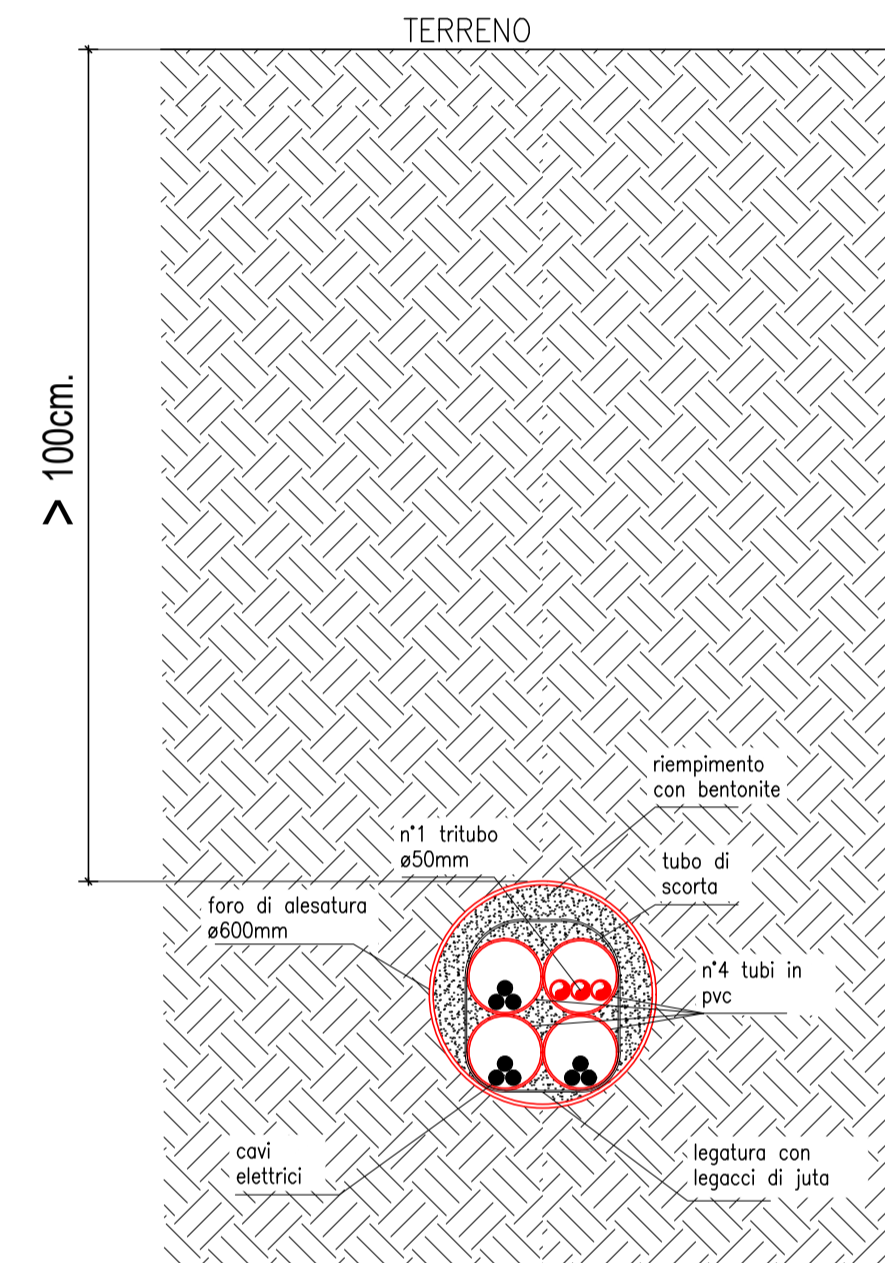 TERRENO
> 100cm.
riempimento
con bentonite
n°1 tritubo
ø50mm
tubo di
scorta
foro di alesatura
ø600mm
n°4 tubi in
pvc
cavi
elettrici
legatura con
legacci di juta